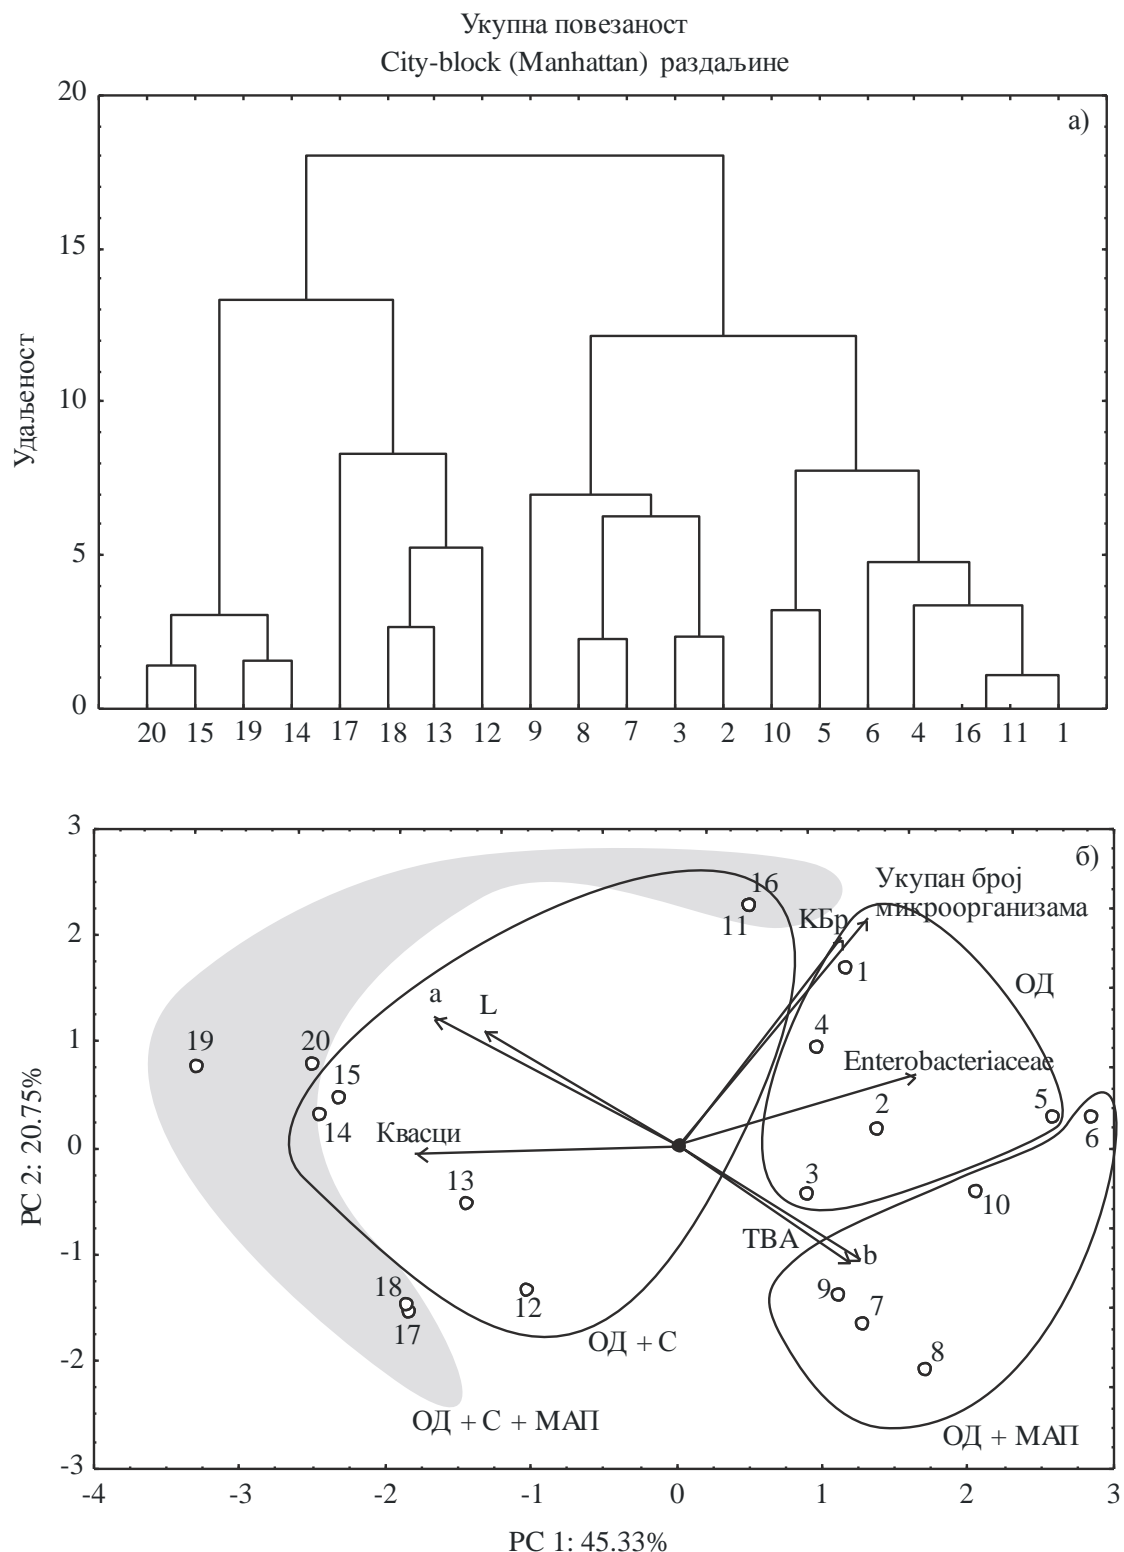 Укупна повезаност
City-block (Manhattan) раздаљине
а)
Удаљеност
20
15
10
5
0
20 15 19 14 17 18 13 12 9 8 7 3 2 10 5 6 4 16 11 1
б)
PC 2: 20.75%
3
2
1
0
-1
-2
-3
16
11
КБр
Укупан број
микроорганизама
1
ОД
a
L
19
20
4
Enterobacteriaceae
15
14
Квасци
2
5
6
13
3
10
ТВА
b
18
17
12
9
7
8
ОД + С
ОД + С + МАП
ОД + МАП
-4 -3 -2 -1 0 1 2 3
PC 1: 45.33%